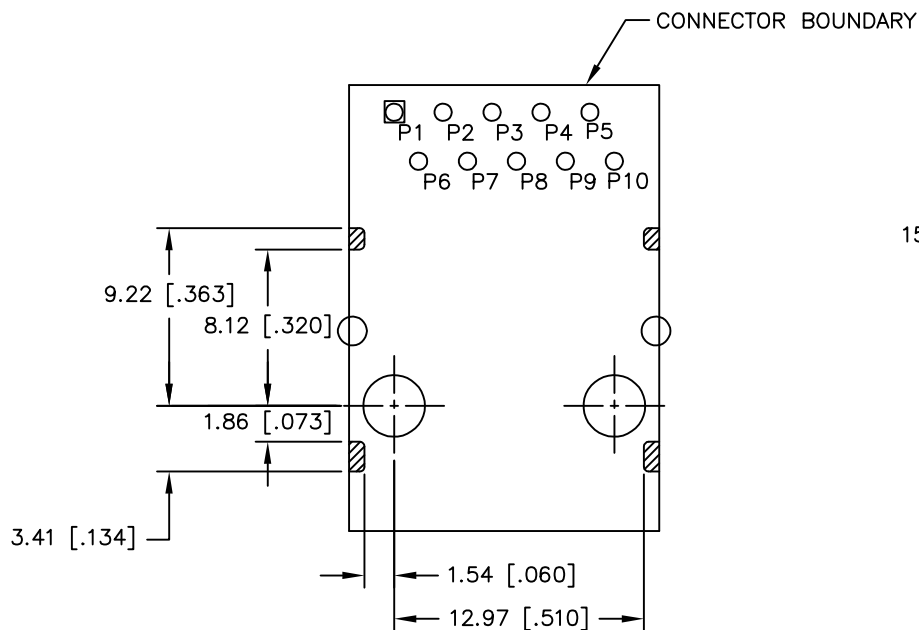 CONNECTOR BOUNDARY
P1 P2 P3 P4 P5
P6 P7 P8 P9 P10
15
9.22 [.363]
8.12 [.320]
1.86 [.073]
3.41 [.134]
1.54 [.060]
12.97 [.510]